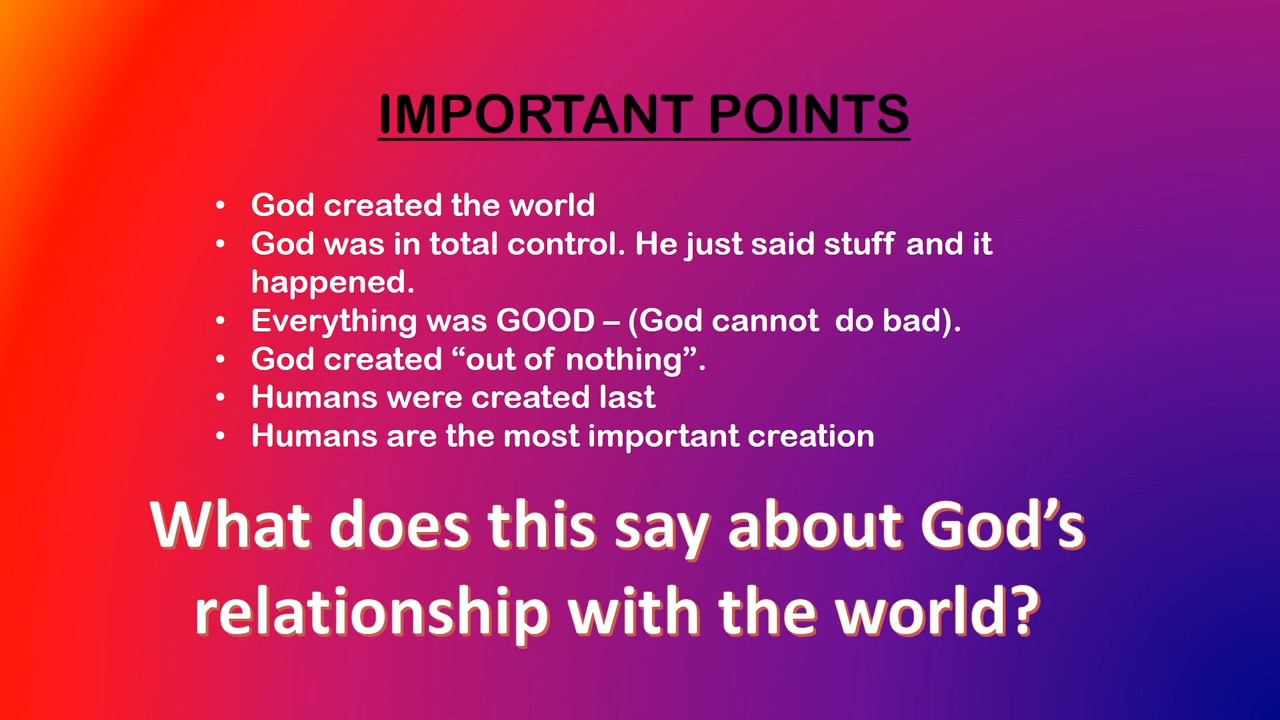 IMPORTANT POINTS
• God created the world
• God was in total control. He just said stuff and it
happened.
• Everything was GOOD – (God cannot  do bad).
• God created “out of nothing”.
• Humans were created last
• Humans are the most important creation
What does this say about God’s
relationship with the world?